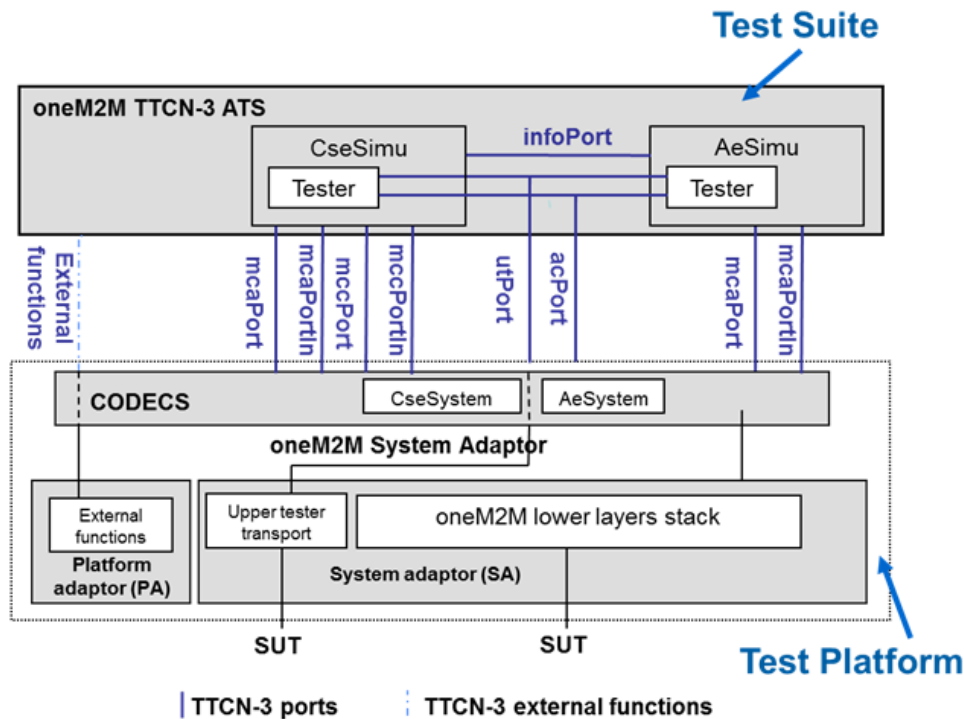 Test Suite
oneM2M TTCN-3 ATS
CseSimu
infoPort
AeSimu
Tester
Tester
External
functions
mcaPort
mcaPortIn
mccPort
mccPortIn
utPort
acPort
mcaPort
mcaPortIn
CODECS
CseSystem
AeSystem
oneM2M System Adaptor
External
functions
Platform
adaptor (PA)
Upper tester
transport
oneM2M lower layers stack
System adaptor (SA)
SUT
SUT
Test Platform
TTCN-3 ports
TTCN-3 external functions